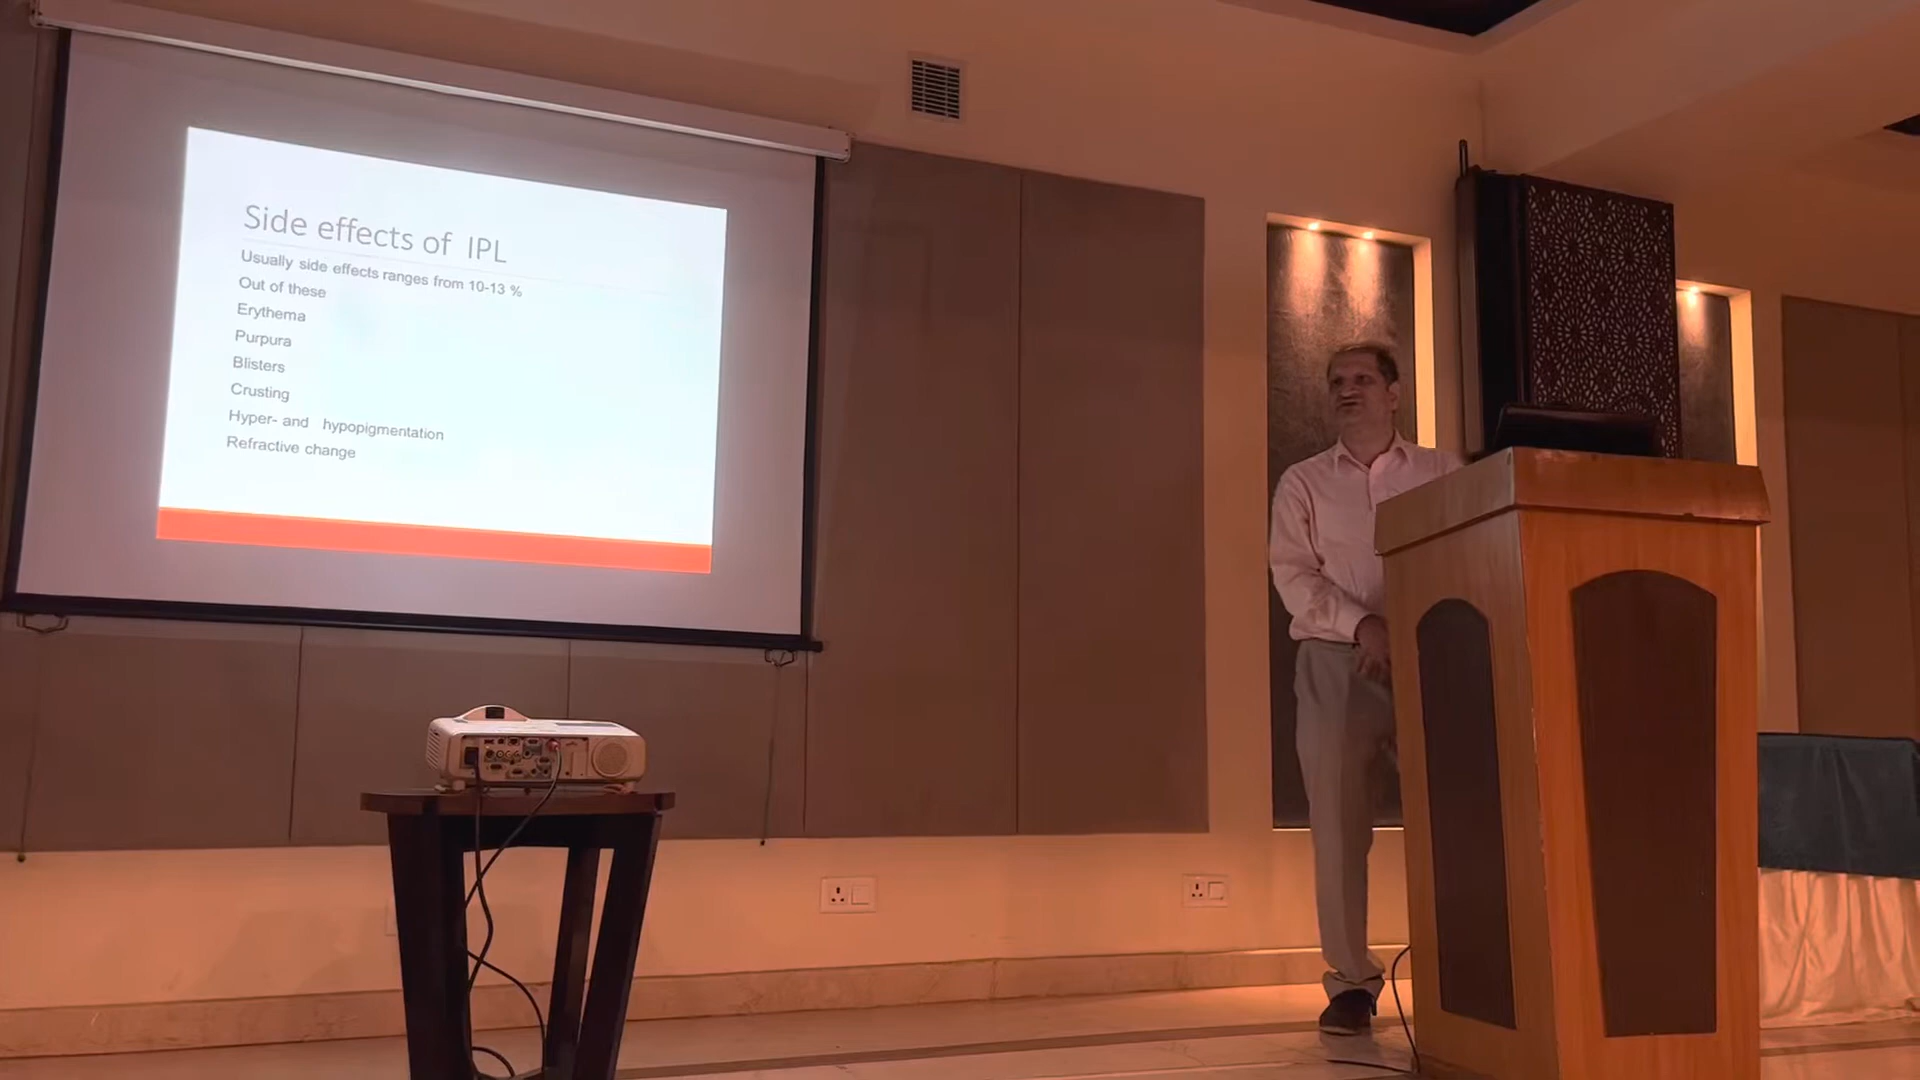 Side effects of IPL
Usually side effects ranges from 10-13 %
Out of these
Erythema
Purpura
Blisters
Crusting
Hyper- and hypopigmentation
Refractive change